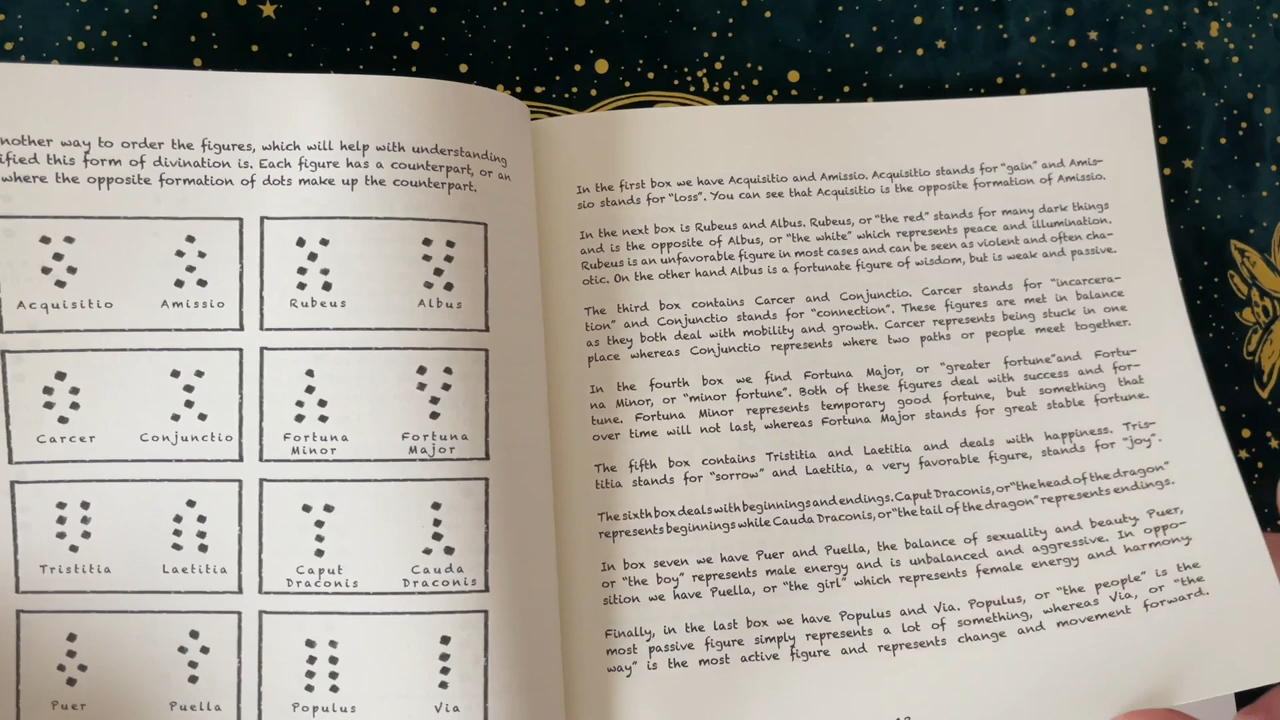 nother way to order the figures, which will help with understanding
ified this form of divination is. Each figure has a counterpart, or an
where the opposite formation of dots make up the counterpart.
Acquisitio Amissio Rubeus Albus
Carcer Conjunctio Fortuna Minor Fortuna Major
Tristitia Laetitia Caput Draconis Cauda Draconis
Puer Puella Populus Via
In the first box we have Acquisitio and Amissio. Acquisitio stands for "gain" and Amis-
sio stands for "loss". You can see that Acquisitio is the opposite formation of Amissio.
In the next box is Rubeus and Albus. Rubeus, or "the red" stands for many dark things
and is the opposite of Albus, or "the white" which represents peace and illumination.
Rubeus is an unfavorable figure in most cases and can be seen as violent and often cha-
otic. On the other hand Albus is a fortunate figure of wisdom, but is weak and passive.
The third box contains Carcer and Conjunctio. Carcer stands for "incarcera-
tion" and Conjunctio stands for "connection". These figures are met in balance
as they both deal with mobility and growth. Carcer represents being stuck in one
place whereas Conjunctio represents where two paths or people meet together.
In the fourth box we find Fortuna Major, or "greater fortune"and Fortu-
na Minor, or "minor fortune". Both of these figures deal with success and for-
tune. Fortuna Minor represents temporary good fortune, but something that
over time will not last, whereas Fortuna Major stands for great stable fortune.
The fifth box contains Tristitia and Laetitia and deals with happiness. Tris-
titia stands for "sorrow" and Laetitia, a very favorable figure, stands for "joy".
The sixth box deals with beginnings and endings. Caput Draconis, or "the head of the dragon"
represents beginnings while Cauda Draconis, or "the tail of the dragon" represents endings.
In box seven we have Puer and Puella, the balance of sexuality and beauty. Puer,
or "the boy" represents male energy and is unbalanced and aggressive. In oppo-
sition we have Puella, or "the girl" which represents female energy and harmony.
Finally, in the last box we have Populus and Via. Populus, or "the people" is the
most passive figure simply represents a lot of something, whereas Via, or "the
way" is the most active figure and represents change and movement forward.